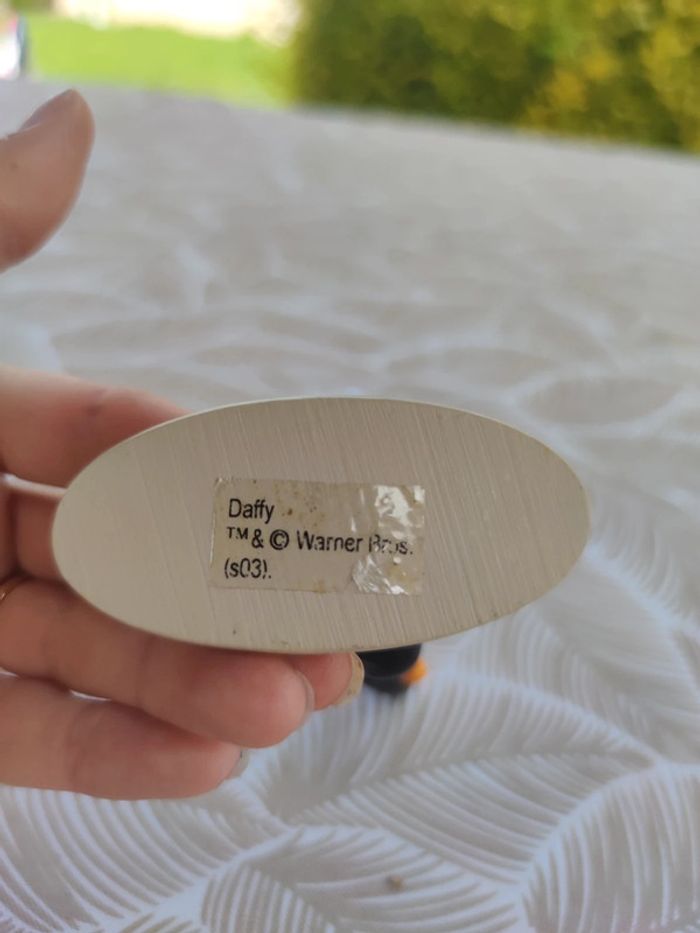 Daffy
™ & © Warner Bros.
(s03).